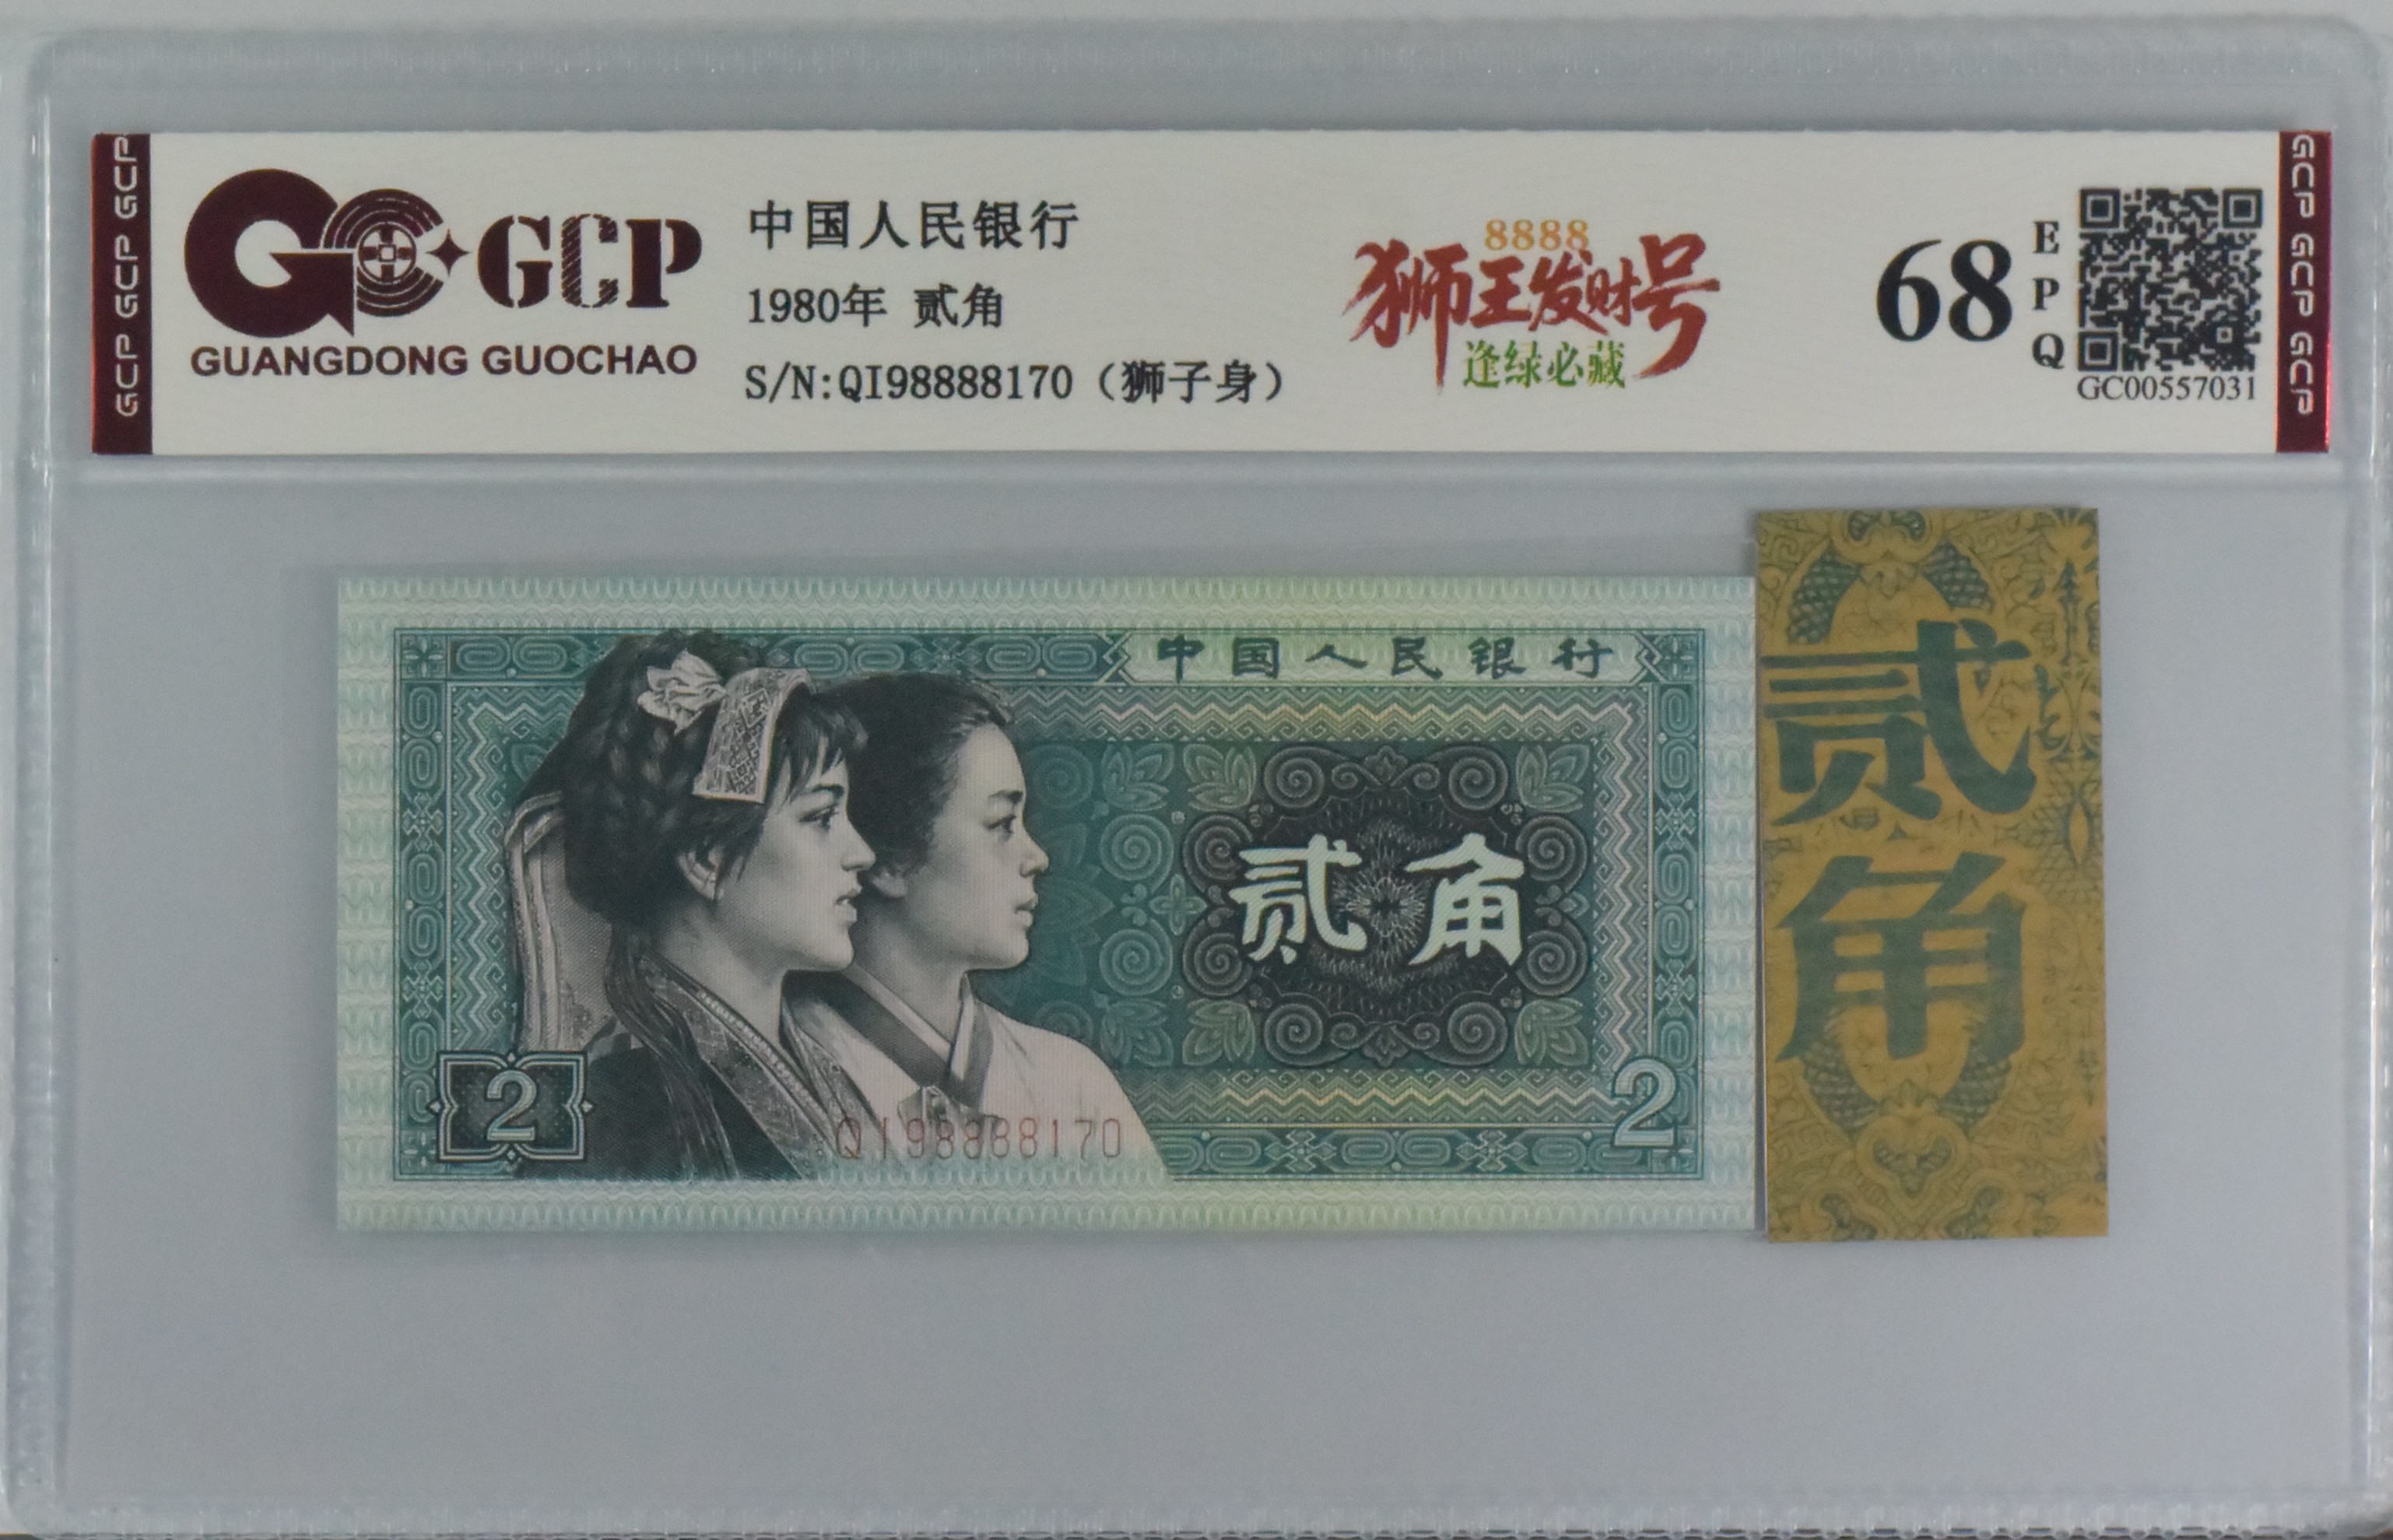 GCP GCP GCP
GCP
GUANGDONG GUOCHAO
中国人民银行
1980年 贰角
S/N:QI98888170（狮子身）
8888
狮王发财号
逢绿必藏
68
EPQ
GC00557031
GCP GCP GCP
中国人民银行
贰角
2
QI98888170
2
贰角